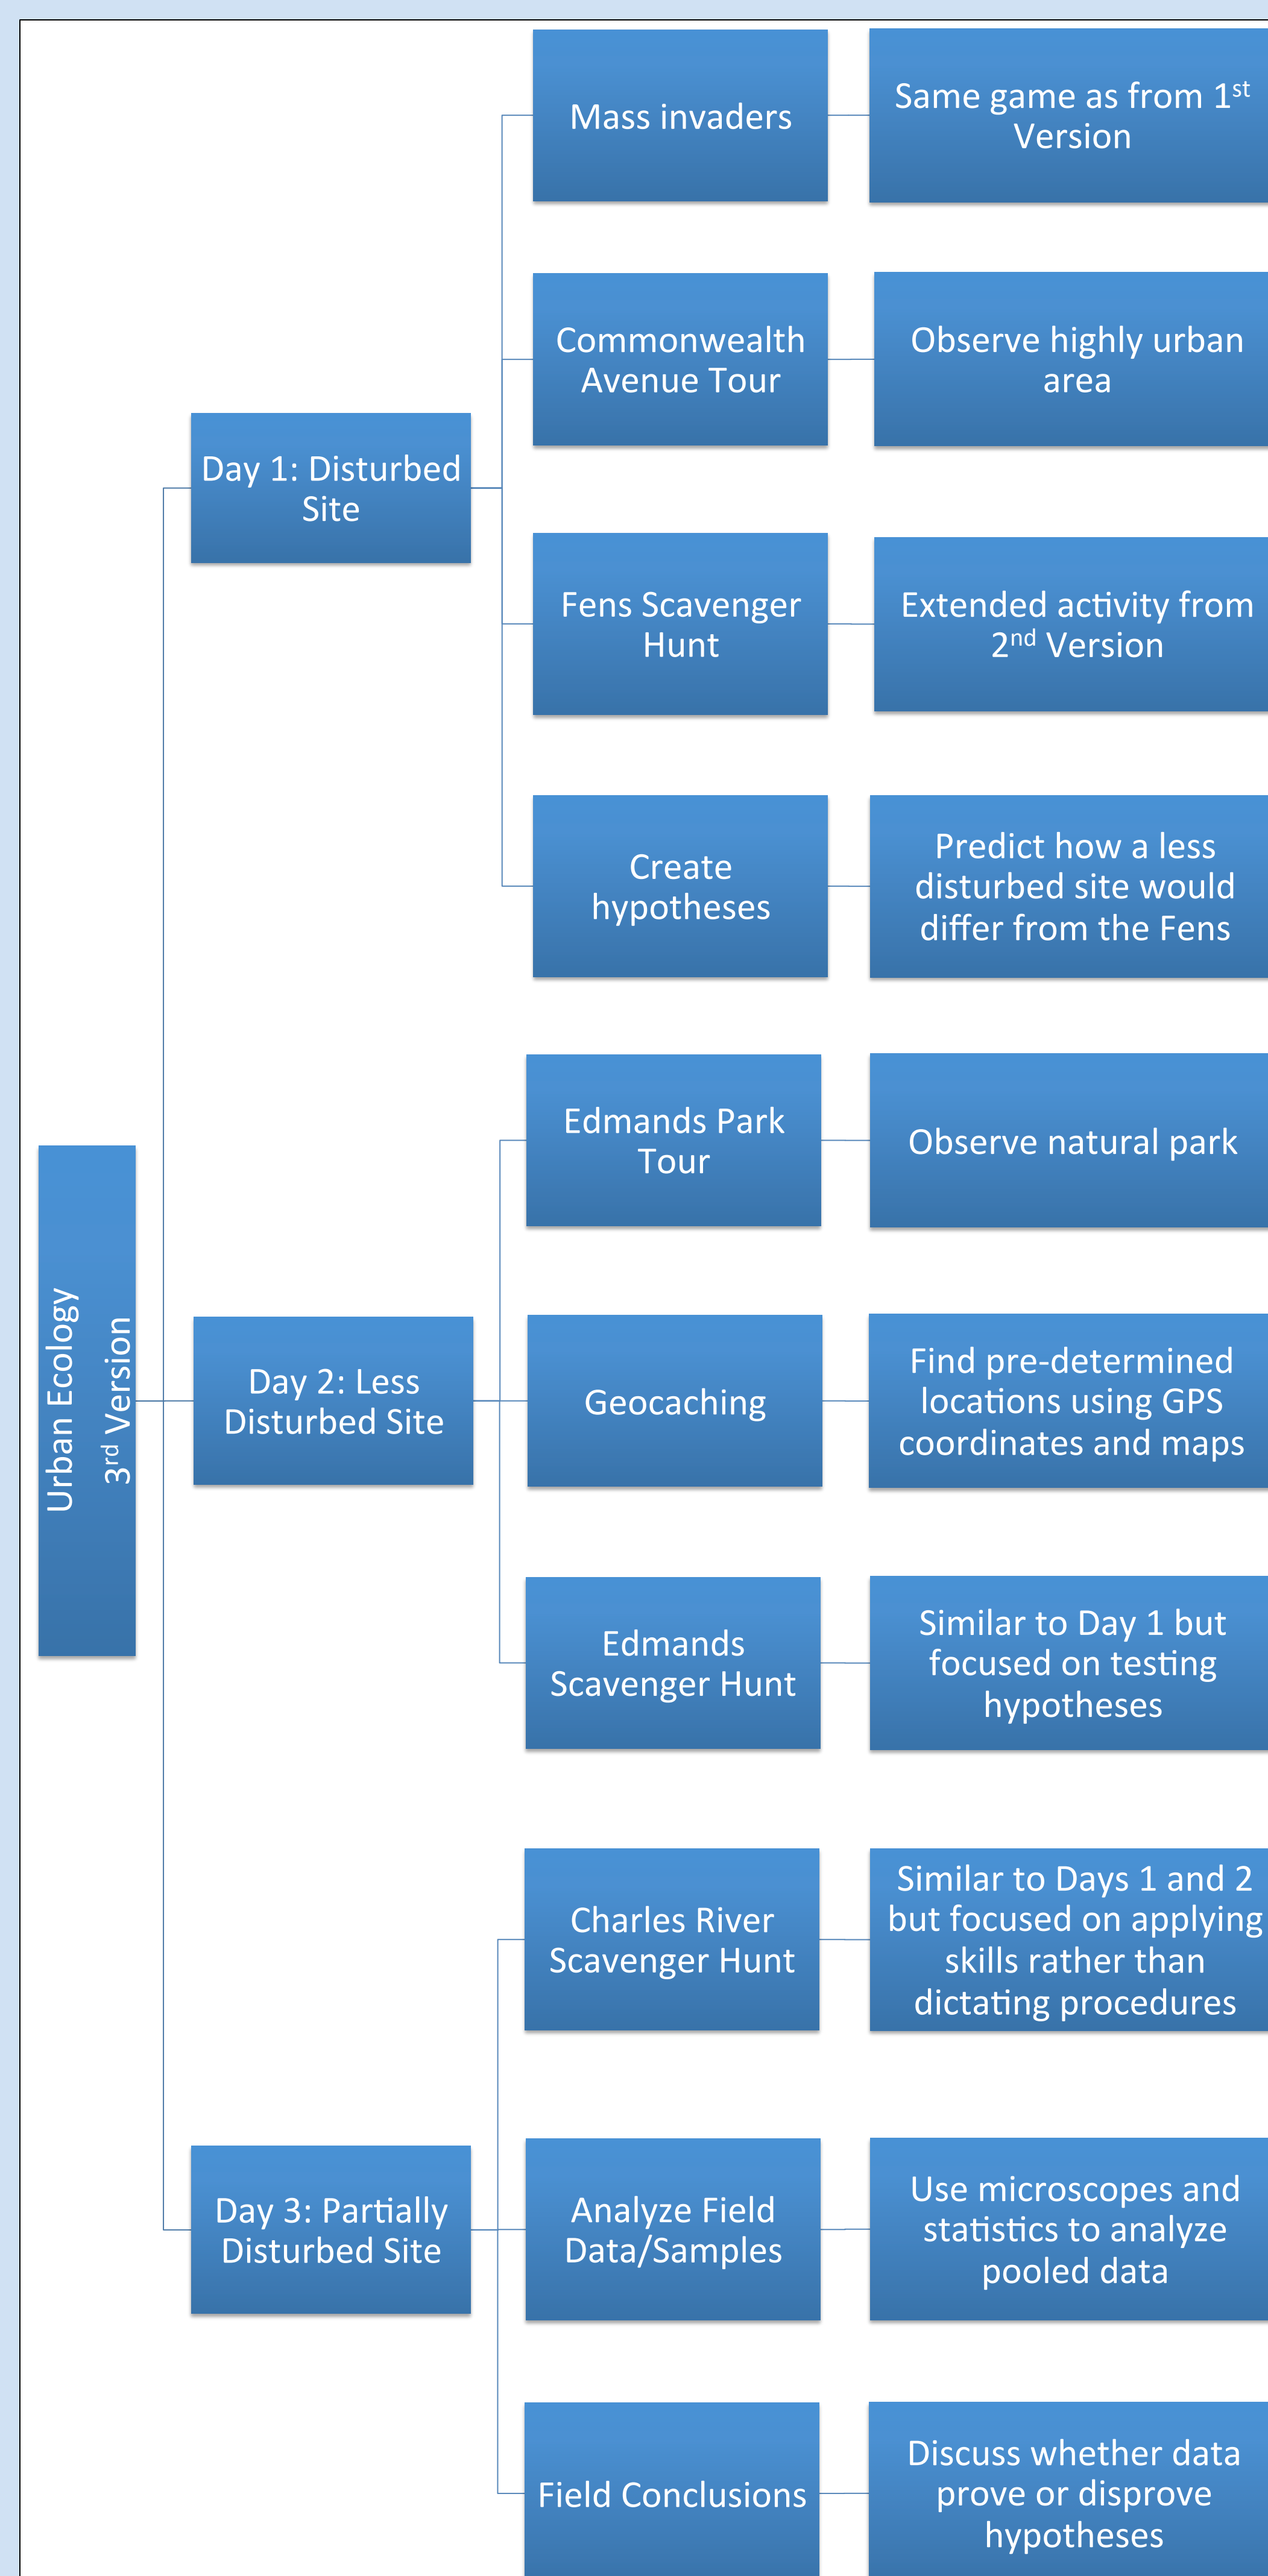 Urban Ecology
3rd Version
Day 1: Disturbed
Site
Mass invaders
Same game as from 1st
Version
Commonwealth
Avenue Tour
Observe highly urban
area
Fens Scavenger
Hunt
Extended activity from
2nd Version
Create
hypotheses
Predict how a less
disturbed site would
differ from the Fens
Day 2: Less
Disturbed Site
Edmands Park
Tour
Observe natural park
Geocaching
Find pre-determined
locations using GPS
coordinates and maps
Edmands
Scavenger Hunt
Similar to Day 1 but
focused on testing
hypotheses
Day 3: Partially
Disturbed Site
Charles River
Scavenger Hunt
Similar to Days 1 and 2
but focused on applying
skills rather than
dictating procedures
Analyze Field
Data/Samples
Use microscopes and
statistics to analyze
pooled data
Field Conclusions
Discuss whether data
prove or disprove
hypotheses